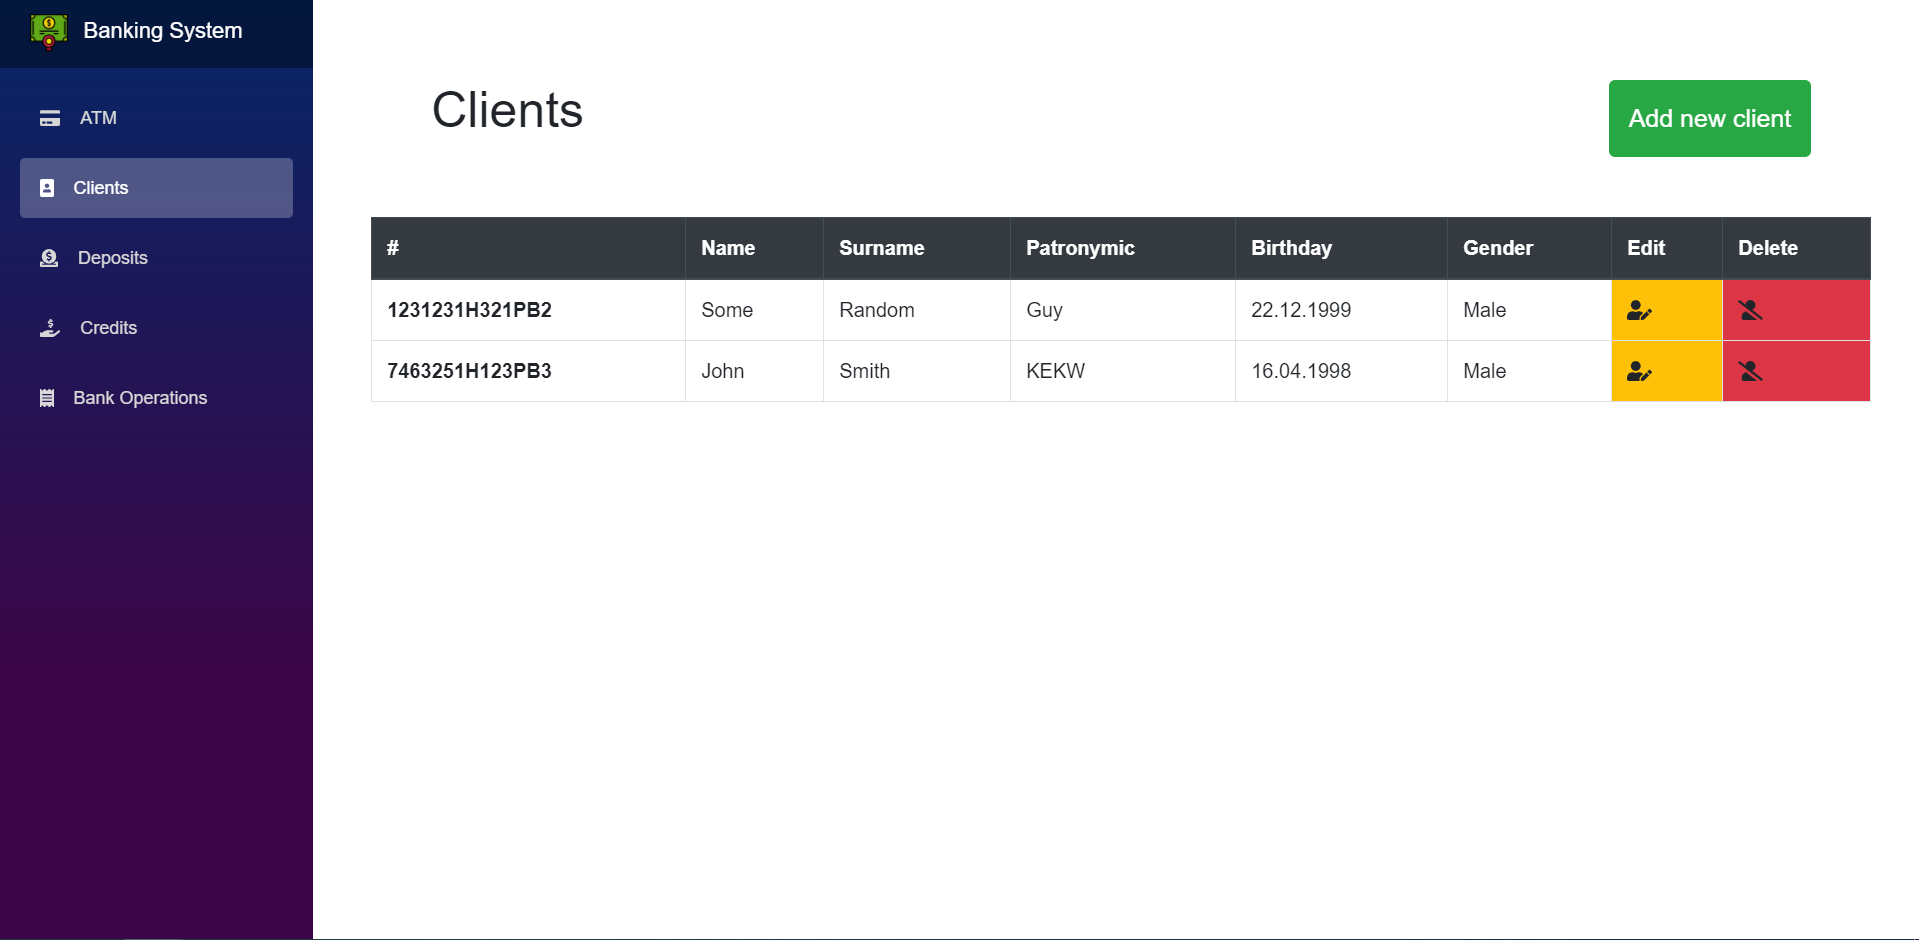 Banking System
ATM
Clients
Deposits
Credits
Bank Operations
Clients
Add new client
# Name Surname Patronymic Birthday Gender Edit Delete
1231231H321PB2 Some Random Guy 22.12.1999 Male
7463251H123PB3 John Smith KEKW 16.04.1998 Male